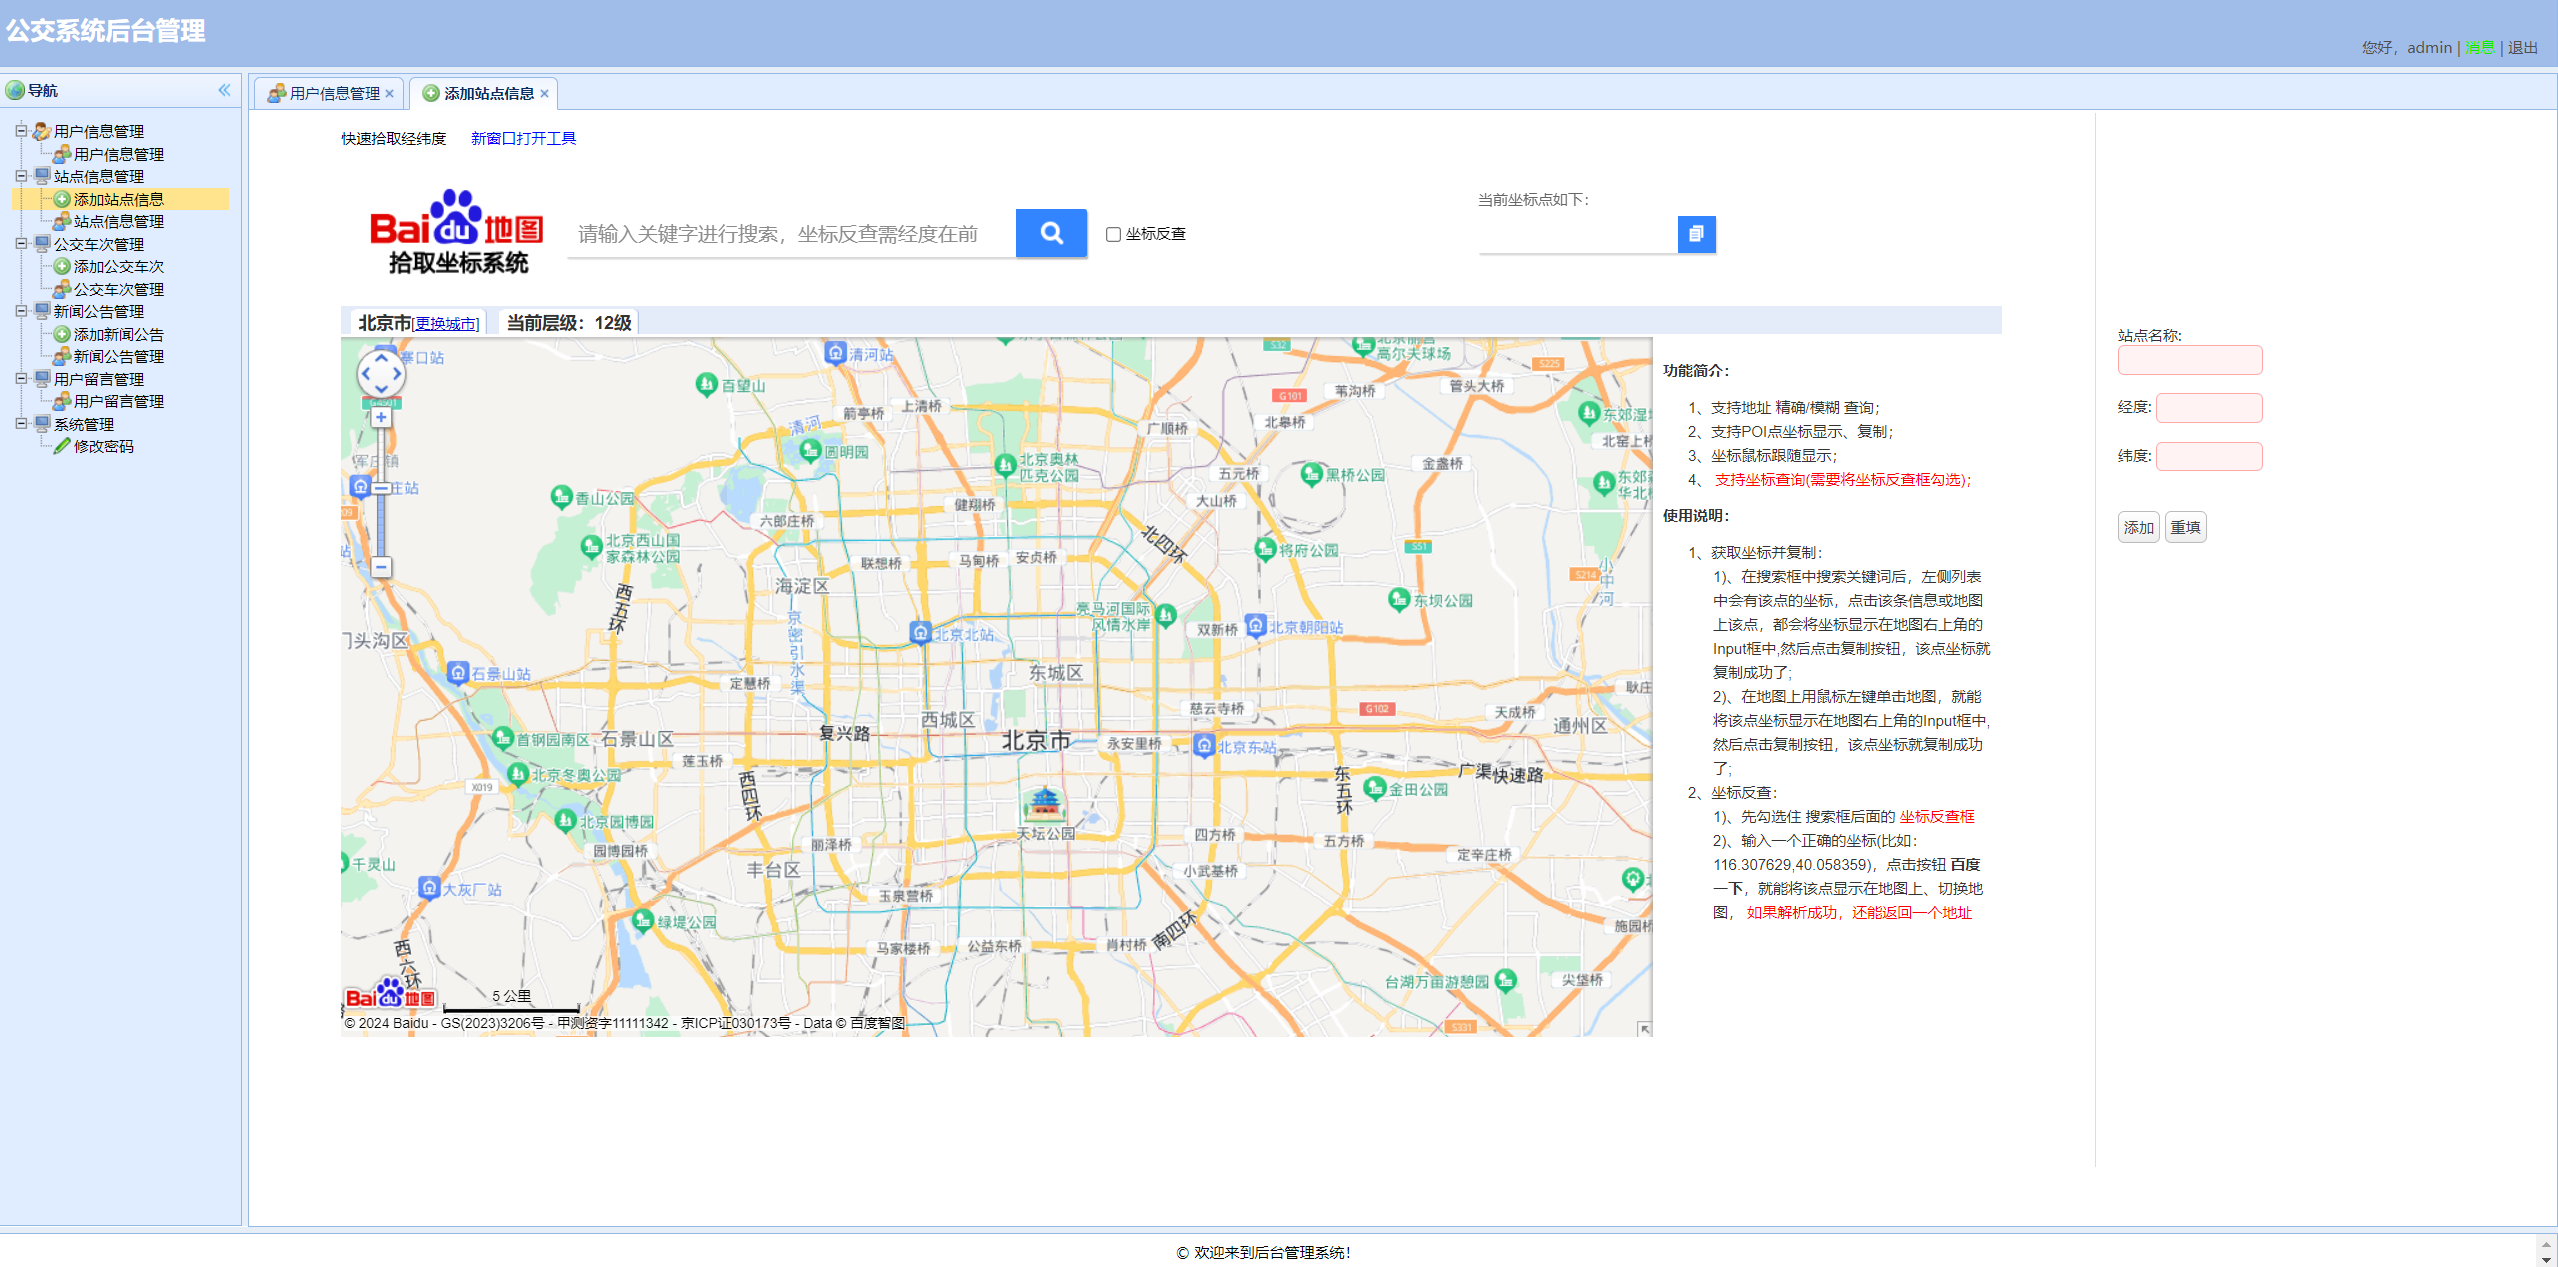 公交系统后台管理
您好，admin | 消息 | 退出
导航
用户信息管理
用户信息管理
站点信息管理
添加站点信息
站点信息管理
公交车次管理
添加公交车次
公交车次管理
新闻公告管理
添加新闻公告
新闻公告管理
用户留言管理
用户留言管理
系统管理
修改密码
用户信息管理
添加站点信息
快速拾取经纬度 新窗口打开工具
Bai du 地图
拾取坐标系统
请输入关键字进行搜索，坐标反查需经度在前
坐标反查
当前坐标点如下：
北京市[更换城市] 当前层级：12级
寨口站
清河站
S32
高尔夫球场
S225
百望山
G101
苇沟桥
管头大桥
G4501
箭亭桥
上清桥
清河
广顺桥
北皋桥
东郊湿
北窑上桥
圆明园
北京奥林
匹克公园
五元桥
黑桥公园
金盏桥
军庄镇
庄站
大山桥
香山公园
健翔桥
六郎庄桥
北四环
北京西山国
家森林公园
马甸桥
安贞桥
联想桥
将府公园
S51
S214
小中河
海淀区
西五环
京密引水渠
亮马河国际
风情水岸
东坝公园
双新桥
北京朝阳站
北京北站
门头沟区
石景山站
东城区
定慧桥
耿庄
慈云寺桥
G102
天成桥
通州区
西城区
复兴路
北京市
永安里桥
北京东站
首钢园南区
石景山区
莲玉桥
北京冬奥公园
X019
西四环
东五环
广渠快速路
金田公园
北京园博园
天坛公园
四方桥
五方桥
丽泽桥
园博园桥
定辛庄桥
千灵山
丰台区
小武基桥
大灰厂站
玉泉营桥
绿堤公园
施园桥
南四环
马家楼桥
公益东桥
肖村桥
西六环
台湖万亩游憩园
尖垡桥
S331
Bai du 地图
5 公里
© 2024 Baidu - GS(2023)3206号 - 甲测资字11111342 - 京ICP证030173号 - Data © 百度智图
功能简介：
1、支持地址 精确/模糊 查询；
2、支持POI点坐标显示、复制；
3、坐标鼠标跟随显示；
4、 支持坐标查询(需要将坐标反查框勾选)；
使用说明：
1、获取坐标并复制：
1)、在搜索框中搜索关键词后，左侧列表
中会有该点的坐标，点击该条信息或地图
上该点，都会将坐标显示在地图右上角的
Input框中,然后点击复制按钮，该点坐标就
复制成功了；
2)、在地图上用鼠标左键单击地图，就能
将该点坐标显示在地图右上角的Input框中,
然后点击复制按钮，该点坐标就复制成功
了；
2、坐标反查：
1)、先勾选住 搜索框后面的 坐标反查框
2)、输入一个正确的坐标(比如：
116.307629,40.058359)，点击按钮 百度
一下，就能将该点显示在地图上、切换地
图， 如果解析成功，还能返回一个地址
站点名称:
经度:
纬度:
添加 重填
© 欢迎来到后台管理系统！